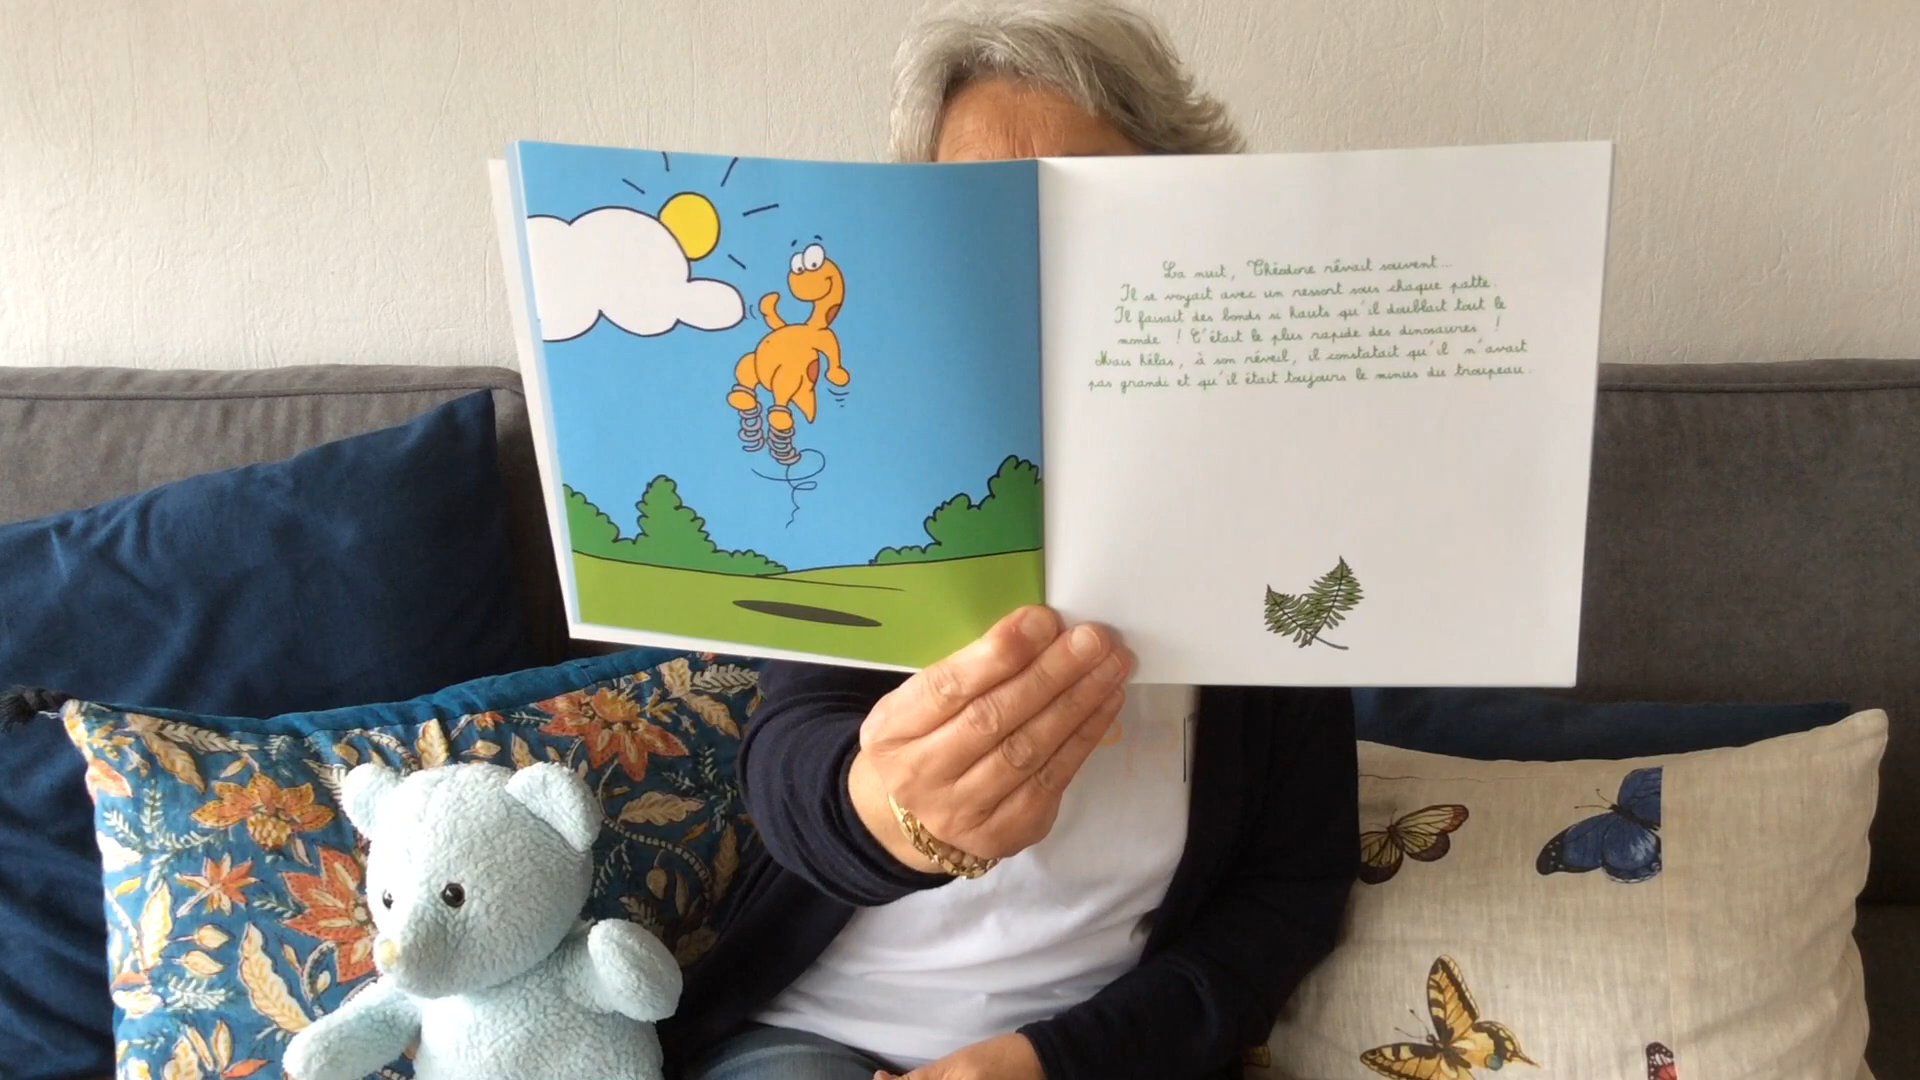 La nuit, Théodore rêvait souvent...
Il se voyait avec un ressort sous chaque patte.
Il faisait des bonds si hauts qu'il doublait tout le
monde ! C'était le plus rapide des dinosaures !
Mais hélas, à son réveil, il constatait qu'il n'avait
pas grandi et qu'il était toujours le minus du troupeau.